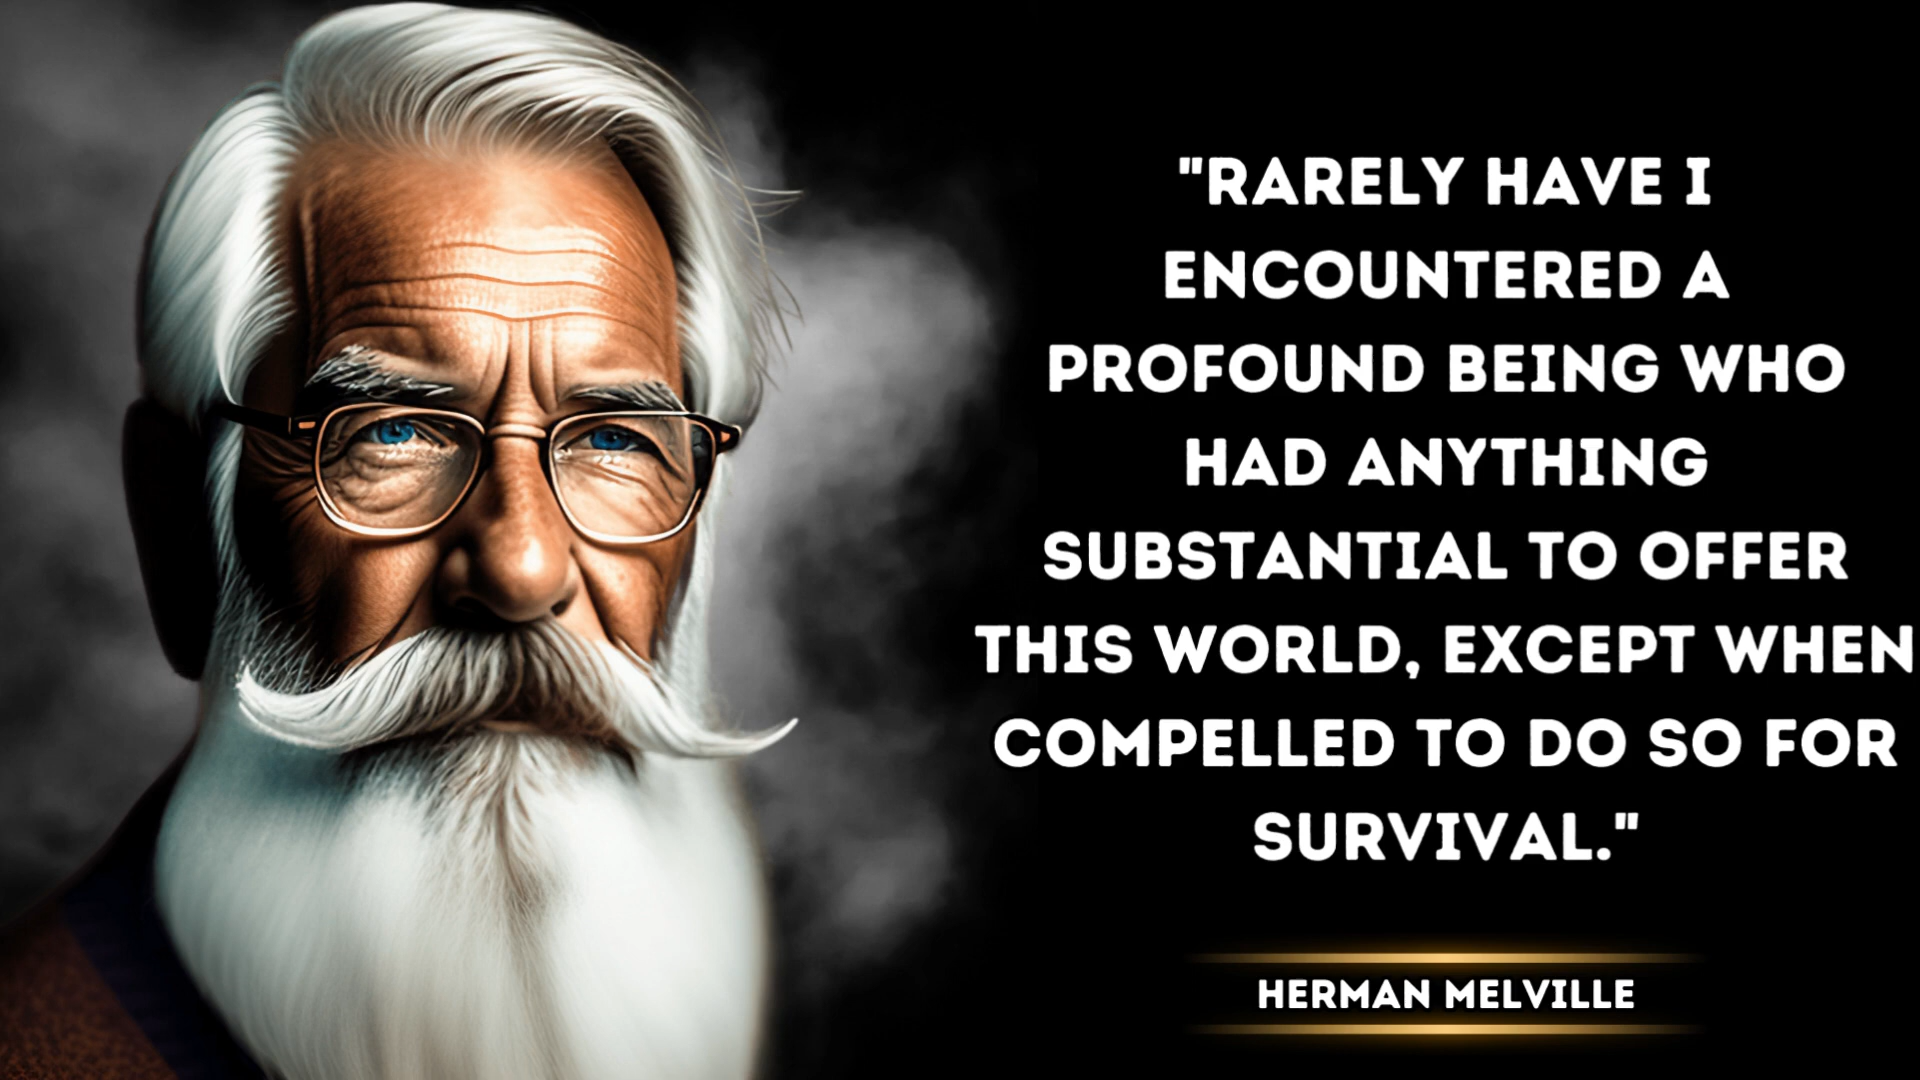 "RARELY HAVE I
ENCOUNTERED A
PROFOUND BEING WHO
HAD ANYTHING
SUBSTANTIAL TO OFFER
THIS WORLD, EXCEPT WHEN
COMPELLED TO DO SO FOR
SURVIVAL."
HERMAN MELVILLE